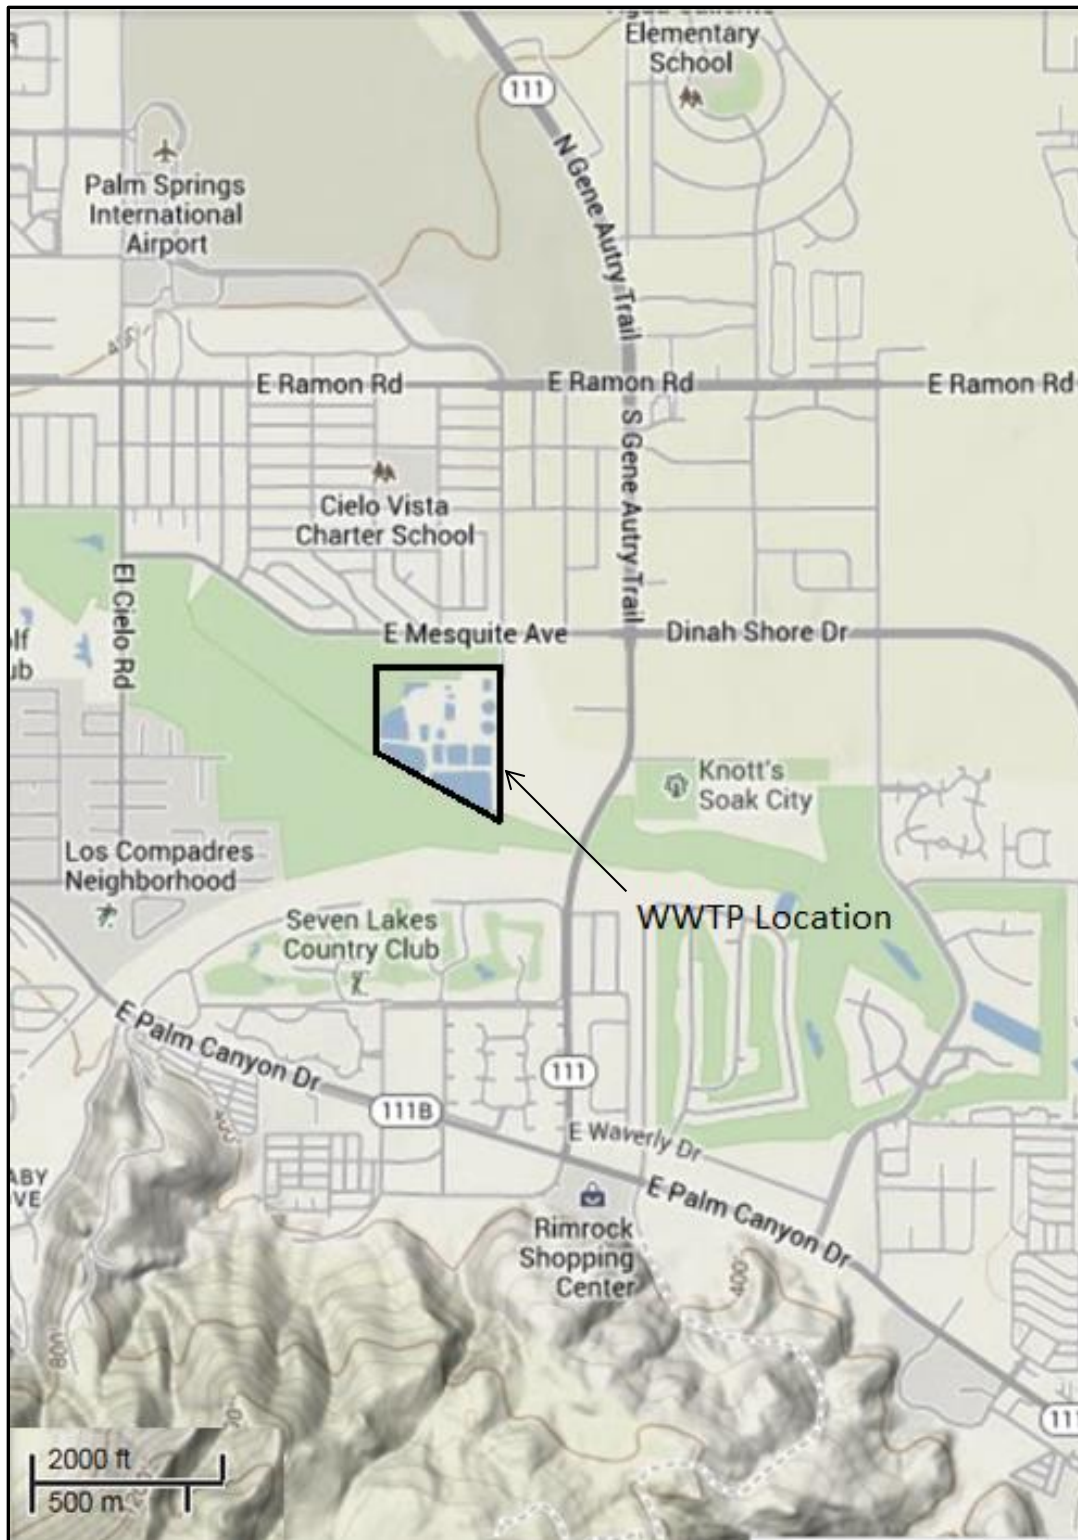 Elementary
School
111
N Gene Autry Trail
Palm Springs
International
Airport
E Ramon Rd
E Ramon Rd
E Ramon Rd
S Gene Autry Trail
Cielo Vista
Charter School
El Cielo Rd
E Mesquite Ave
Dinah Shore Dr
Knott's
Soak City
Los Compadres
Neighborhood
WWTP Location
Seven Lakes
Country Club
E Palm Canyon Dr
111
111B
400'
E Waverly Dr
E Palm Canyon Dr
Rimrock
Shopping
Center
400'
800'
111
2000 ft
500 m